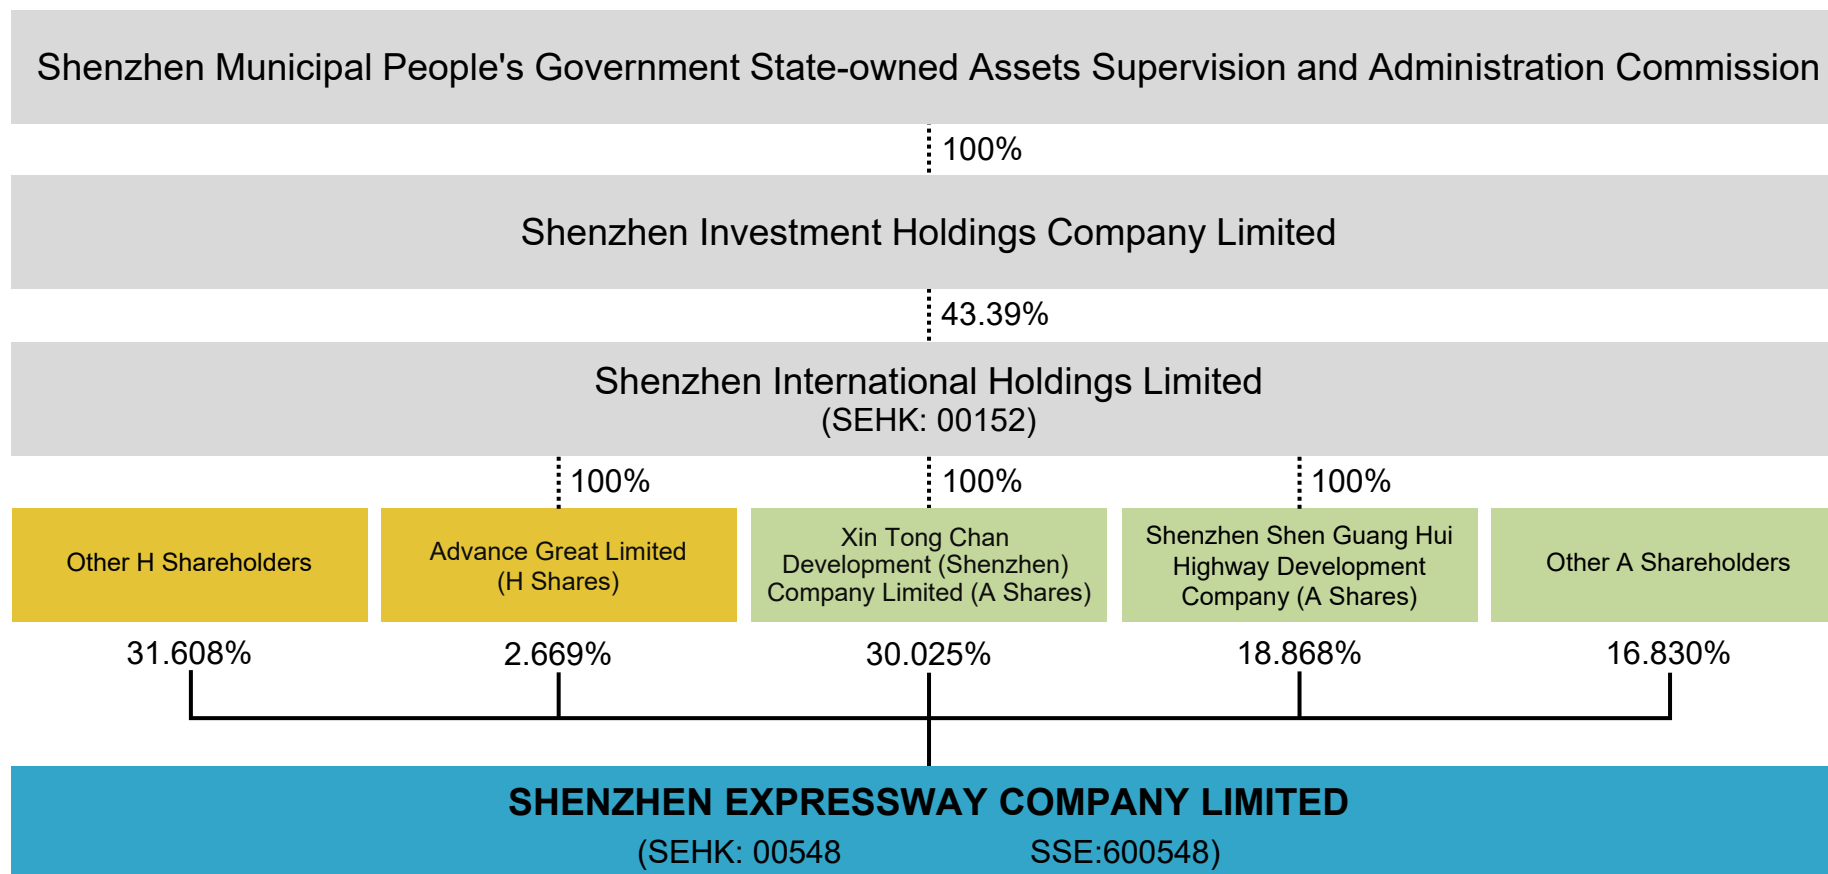 Shenzhen Municipal People's Government State-owned Assets Supervision and Administration Commission
100%
Shenzhen Investment Holdings Company Limited
43.39%
Shenzhen International Holdings Limited
(SEHK: 00152)
100%
100%
100%
Other H Shareholders
Advance Great Limited
(H Shares)
Xin Tong Chan
Development (Shenzhen)
Company Limited (A Shares)
Shenzhen Shen Guang Hui
Highway Development
Company (A Shares)
Other A Shareholders
31.608%
2.669%
30.025%
18.868%
16.830%
SHENZHEN EXPRESSWAY COMPANY LIMITED
(SEHK: 00548 SSE:600548)